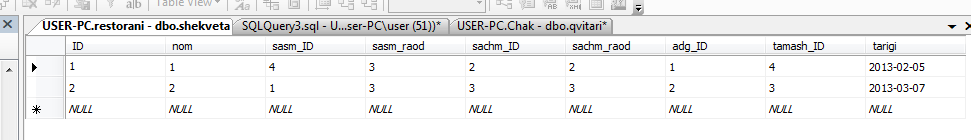 Table View
USER-PC.restorani - dbo.shekveta SQLQuery3.sql - U...ser-PC\user (51))* USER-PC.Chak - dbo.qvitari*
ID nom sasm_ID sasm_raod sachm_ID sachm_raod adg_ID tamash_ID tarigi
1 1 4 3 2 2 1 4 2013-02-05
2 2 1 3 3 3 2 3 2013-03-07
NULL NULL NULL NULL NULL NULL NULL NULL NULL